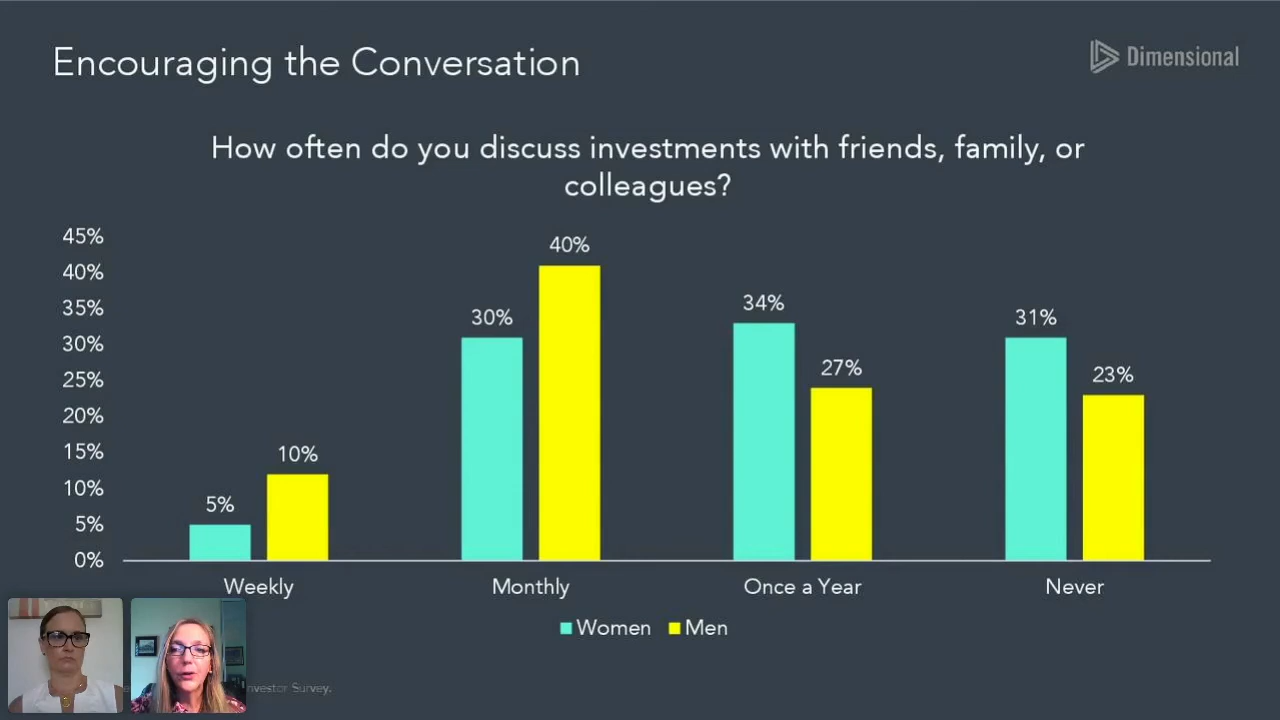 Encouraging the Conversation
Dimensional
How often do you discuss investments with friends, family, or
colleagues?
45%
40%
35%
30%
25%
20%
15%
10%
5%
0%
5%
10%
30%
40%
34%
27%
31%
23%
Weekly
Monthly
Once a Year
Never
Women
Men
Survey.